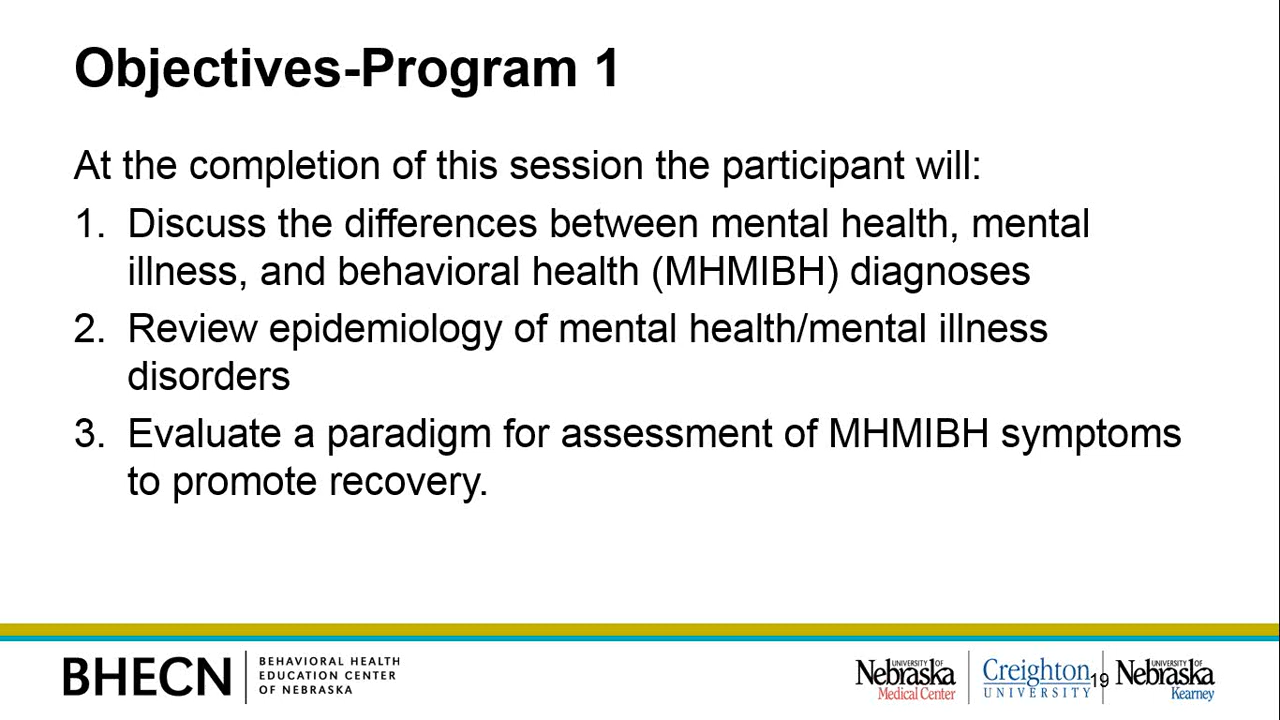 Objectives-Program 1
At the completion of this session the participant will:
1. Discuss the differences between mental health, mental
illness, and behavioral health (MHMIBH) diagnoses
2. Review epidemiology of mental health/mental illness
disorders
3. Evaluate a paradigm for assessment of MHMIBH symptoms
to promote recovery.
BHECN
BEHAVIORAL HEALTH
EDUCATION CENTER
OF NEBRASKA
UNIVERSITY OF
Nebraska
Medical Center
Creighton
UNIVERSITY
19
UNIVERSITY OF
Nebraska
Kearney